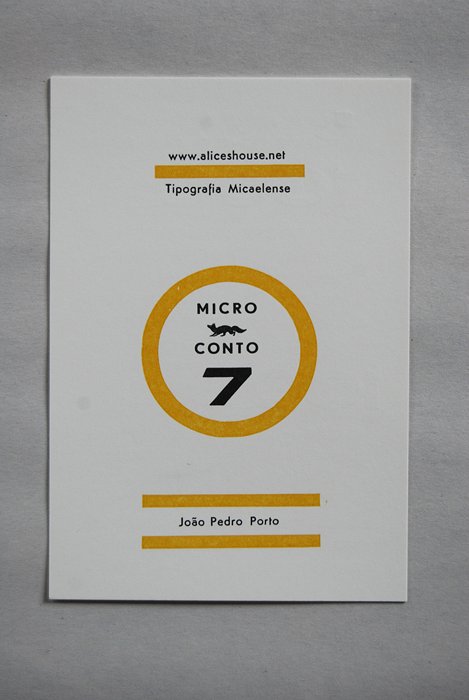 www.aliceshouse.net
Tipografia Micaelense
MICRO
CONTO
7
João Pedro Porto